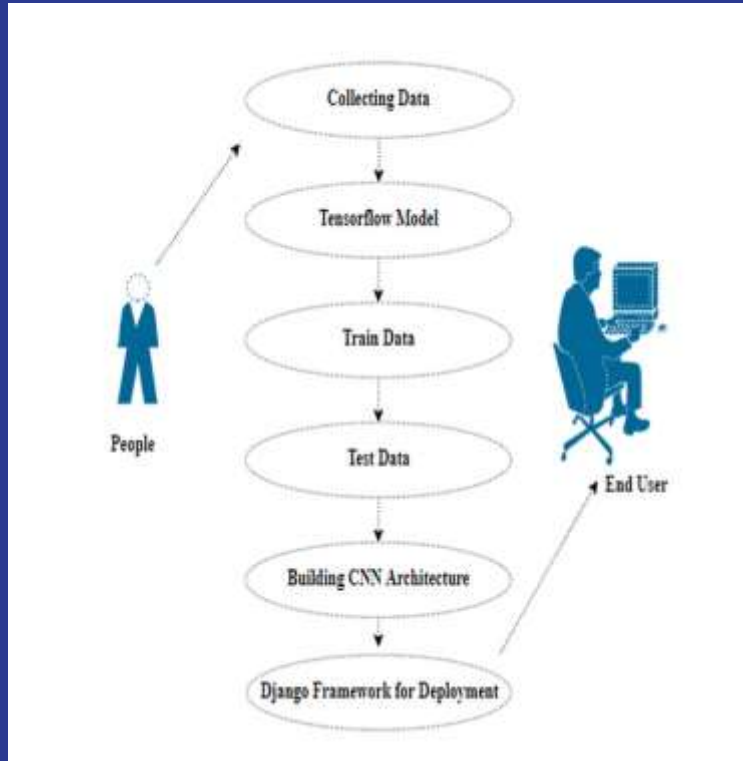 Collecting Data
Tensorflow Model
Train Data
People
Test Data
End User
Building CNN Architecture
Django Framework for Deployment